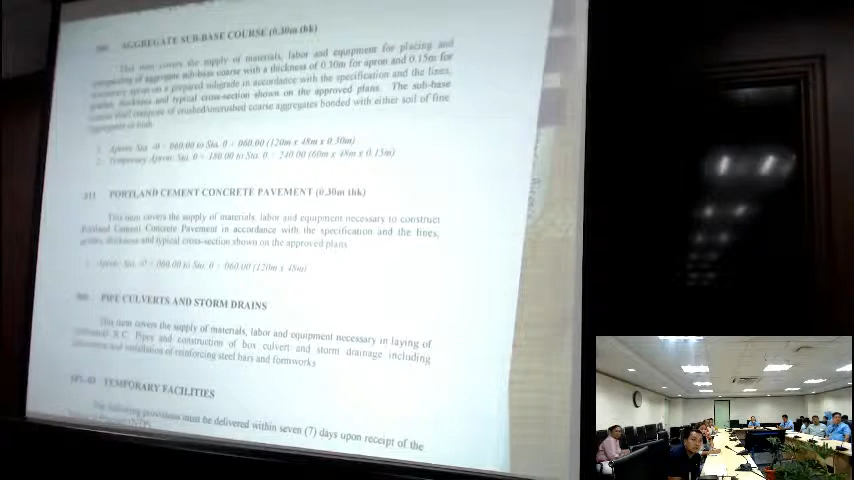 AGGREGATE SUB-BASE COURSE (0.30m thk)
This item covers the supply of materials, labor and equipment for placing and
compacting of aggregate sub-base coarse with a thickness of 0.30m for apron and 0.15m for
temporary apron on a prepared subgrade in accordance with the specification and the lines,
grades, thickness and typical cross-section shown on the approved plans. The sub-base
coarse shall compose of crushed/uncrushed coarse aggregates bonded with either soil of fine
aggregates or both
1. Apron: Sta. -0 + 060.00 to Sta. 0 + 060.00 (120m x 48m x 0.30m)
2. Temporary Apron: Sta. 0 + 180.00 to Sta. 0 + 240.00 (60m x 48m x 0.15m)
311 PORTLAND CEMENT CONCRETE PAVEMENT (0.30m thk)
This item covers the supply of materials, labor and equipment necessary to construct
Portland Cement Concrete Pavement in accordance with the specification and the lines,
grades, thickness and typical cross-section shown on the approved plans
Apron: Sta. -0 + 060.00 to Sta. 0 + 060.00 (120m x 48m)
PIPE CULVERTS AND STORM DRAINS
This item covers the supply of materials, labor and equipment necessary in laying of
R.C. Pipes and construction of box culvert and storm drainage including
and installation of reinforcing steel bars and formworks
TEMPORARY FACILITIES
The following provisions must be delivered within seven (7) days upon receipt of the